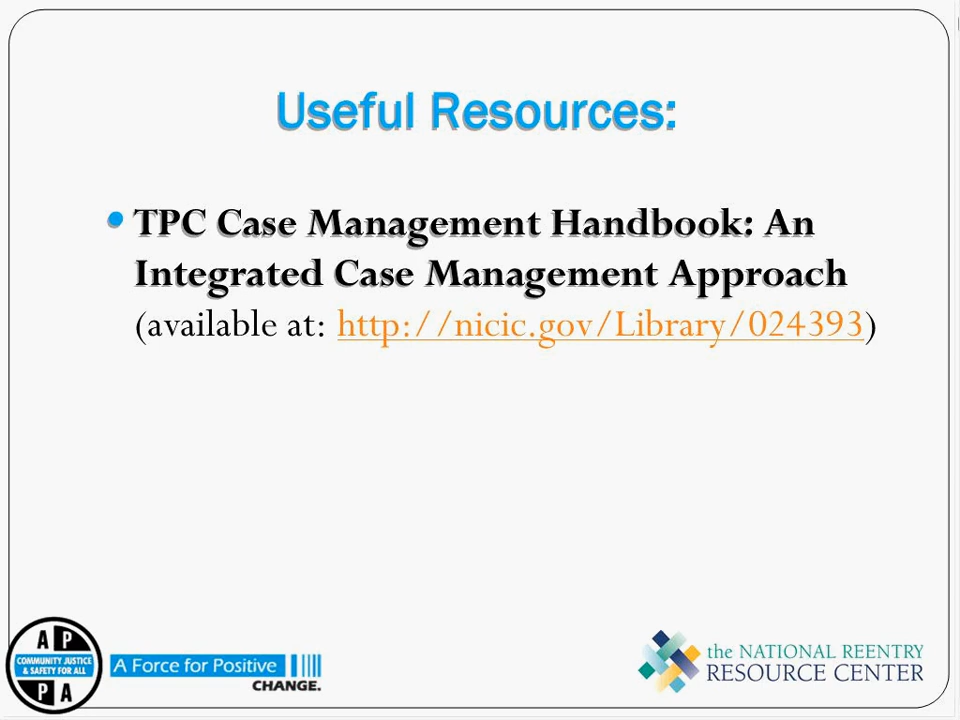 Useful Resources:
• TPC Case Management Handbook: An
Integrated Case Management Approach
(available at: http://nicic.gov/Library/024393)
A P
COMMUNITY JUSTICE
& SAFETY FOR ALL
P A
A Force for Positive
CHANGE.
the NATIONAL REENTRY
RESOURCE CENTER